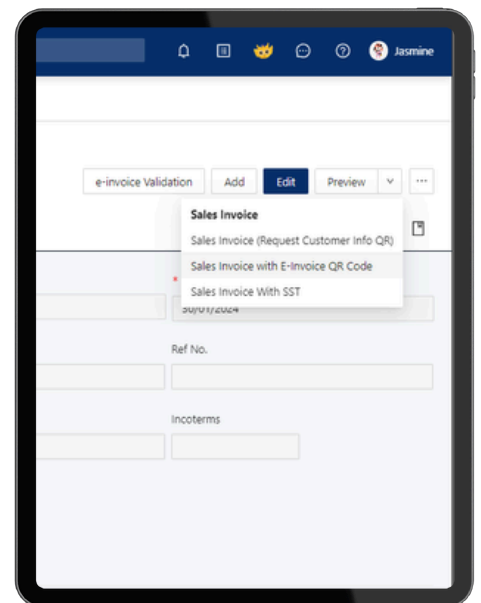 Jasmine
e-invoice Validation Add Edit Preview
Sales Invoice
Sales Invoice (Request Customer Info QR)
Sales Invoice with E-Invoice QR Code
Sales Invoice With SST
*
30/01/2024
Ref No.
Incoterms